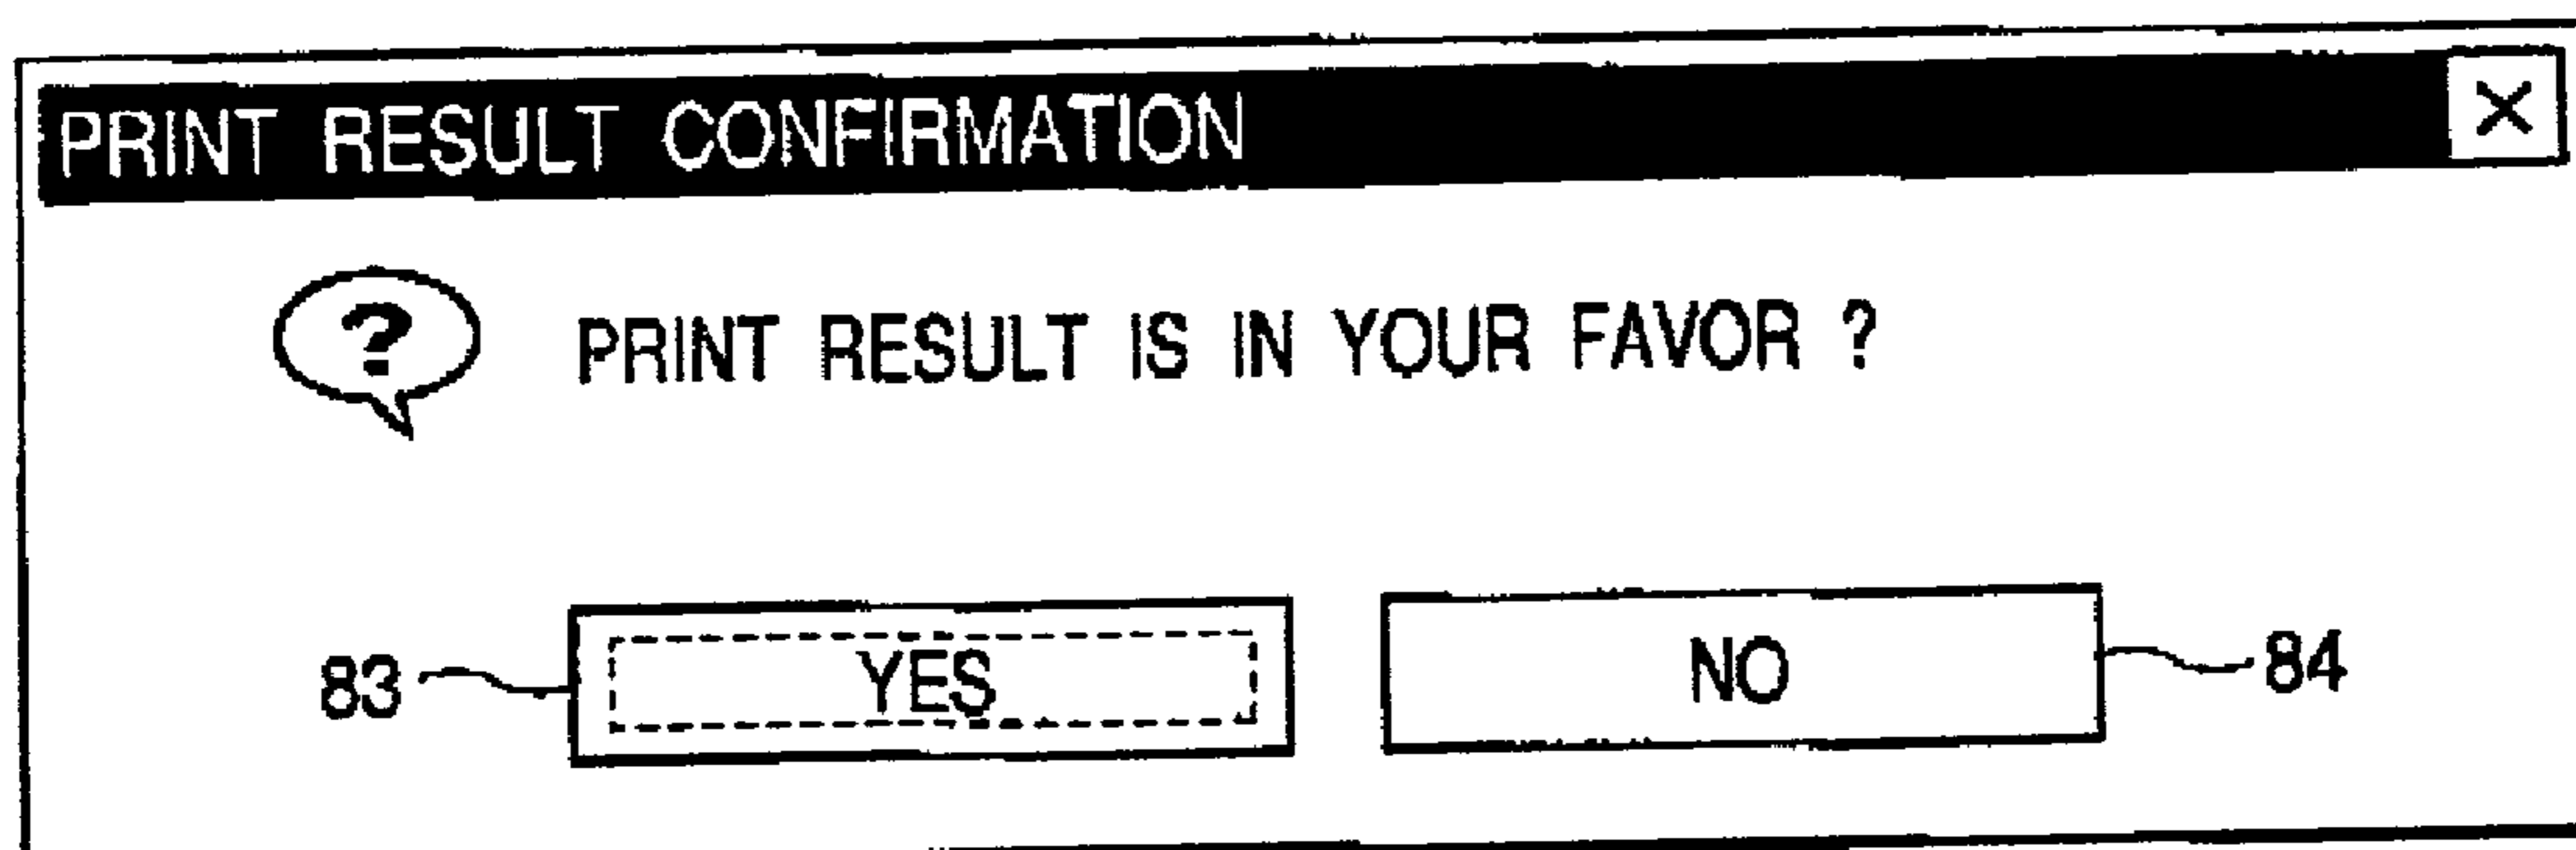 PRINT RESULT CONFIRMATION X
? PRINT RESULT IS IN YOUR FAVOR ?
83 YES NO 84